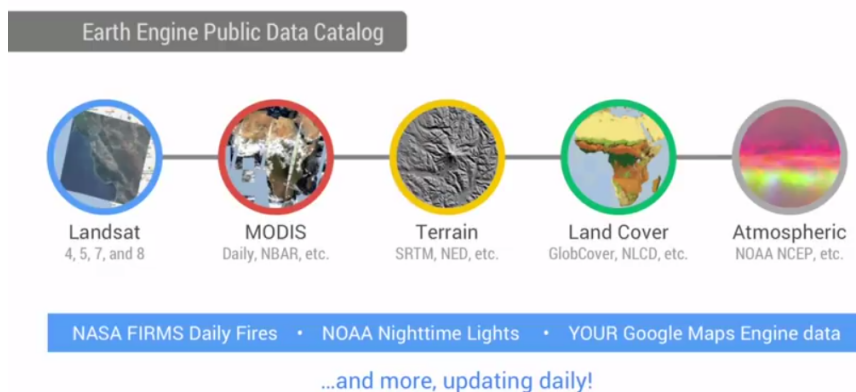 Earth Engine Public Data Catalog
Landsat
4, 5, 7, and 8
MODIS
Daily, NBAR, etc.
Terrain
SRTM, NED, etc.
Land Cover
GlobCover, NLCD, etc.
Atmospheric
NOAA NCEP, etc.
NASA FIRMS Daily Fires • NOAA Nighttime Lights • YOUR Google Maps Engine data
...and more, updating daily!